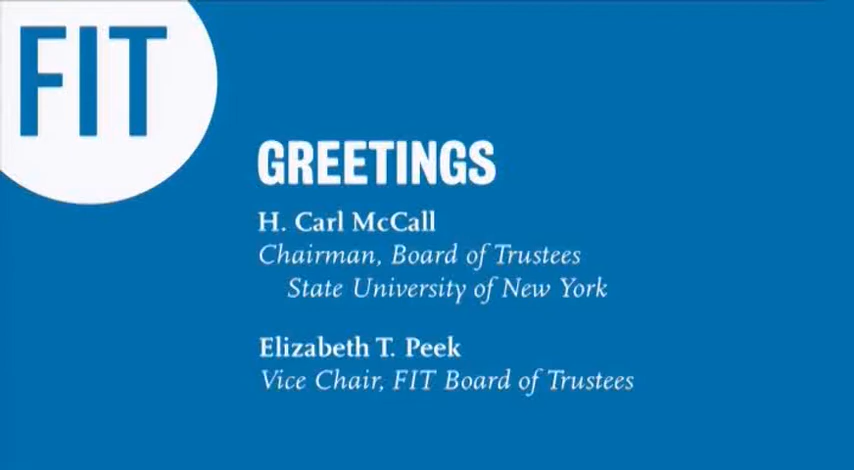 FIT
GREETINGS
H. Carl McCall
Chairman, Board of Trustees
State University of New York
Elizabeth T. Peek
Vice Chair, FIT Board of Trustees